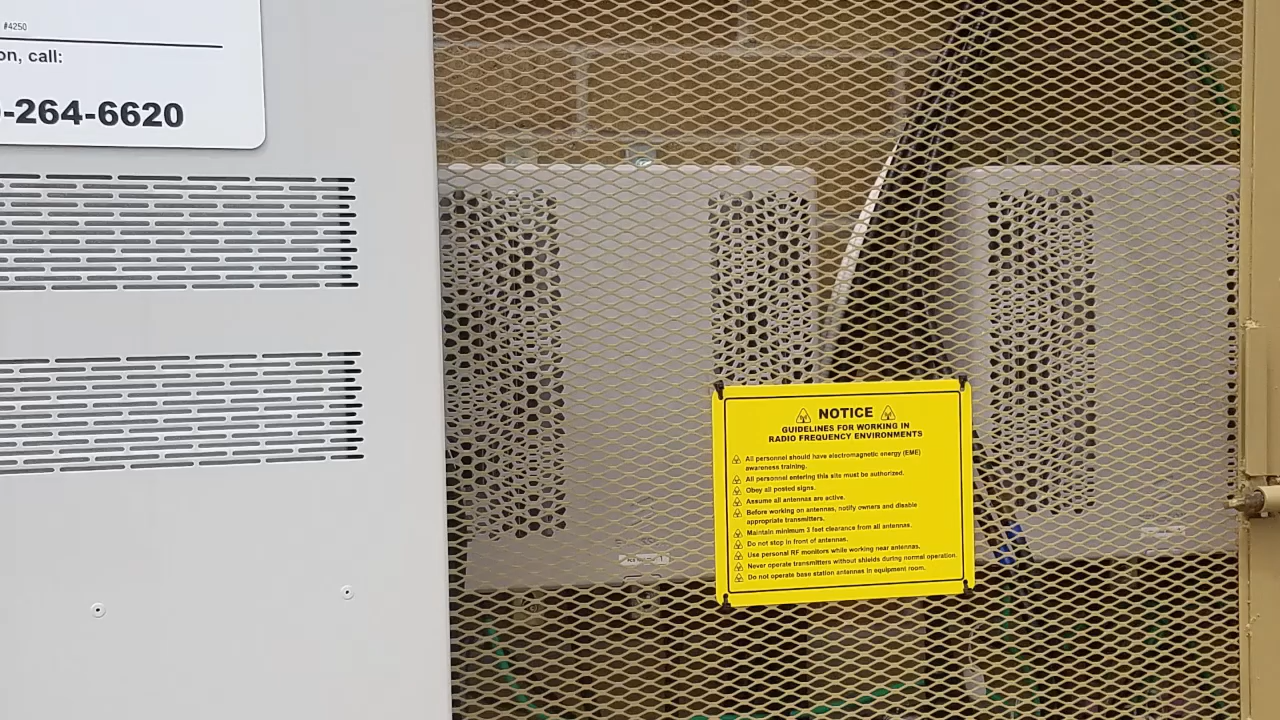 #4250
on, call:
-264-6620
NOTICE
GUIDELINES FOR WORKING IN
RADIO FREQUENCY ENVIRONMENTS
All personnel should have electromagnetic energy (EME)
awareness training.
All personnel entering this site must be authorized.
Obey all posted signs.
Assume all antennas are active.
Before working on antennas, notify owners and disable
appropriate transmitters.
Maintain minimum 3 feet clearance from all antennas.
Do not stop in front of antennas.
Use personal RF monitors while working near antennas.
Never operate transmitters without shields during normal operation.
Do not operate base station antennas in equipment room.